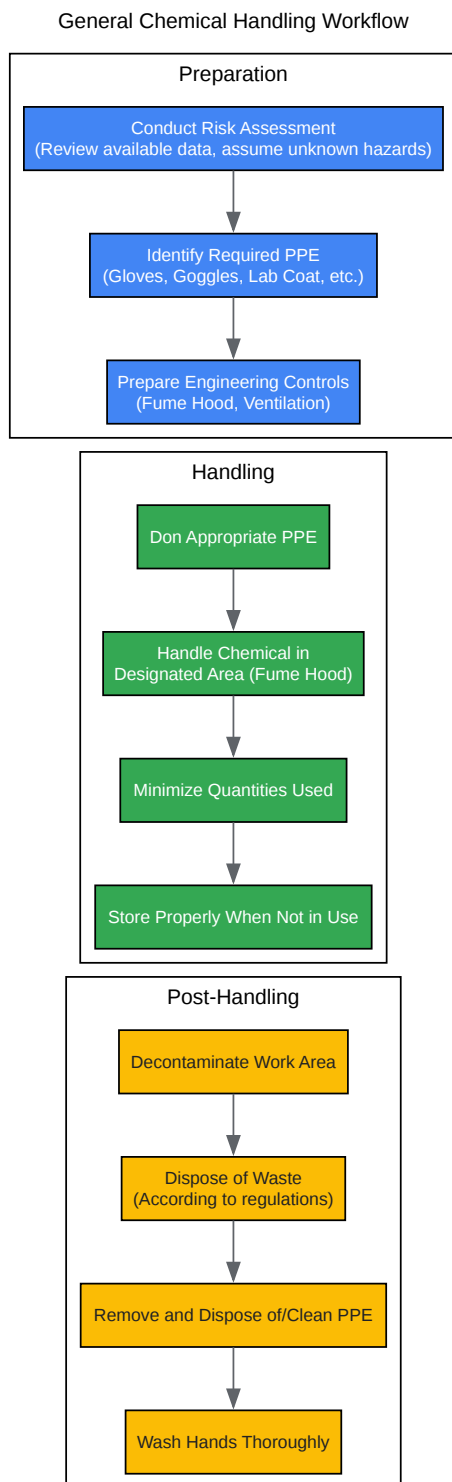 General Chemical Handling Workflow
Preparation
Conduct Risk Assessment
(Review available data, assume unknown hazards)
Identify Required PPE
(Gloves, Goggles, Lab Coat, etc.)
Prepare Engineering Controls
(Fume Hood, Ventilation)
Handling
Don Appropriate PPE
Handle Chemical in
Designated Area (Fume Hood)
Minimize Quantities Used
Store Properly When Not in Use
Post-Handling
Decontaminate Work Area
Dispose of Waste
(According to regulations)
Remove and Dispose of/Clean PPE
Wash Hands Thoroughly